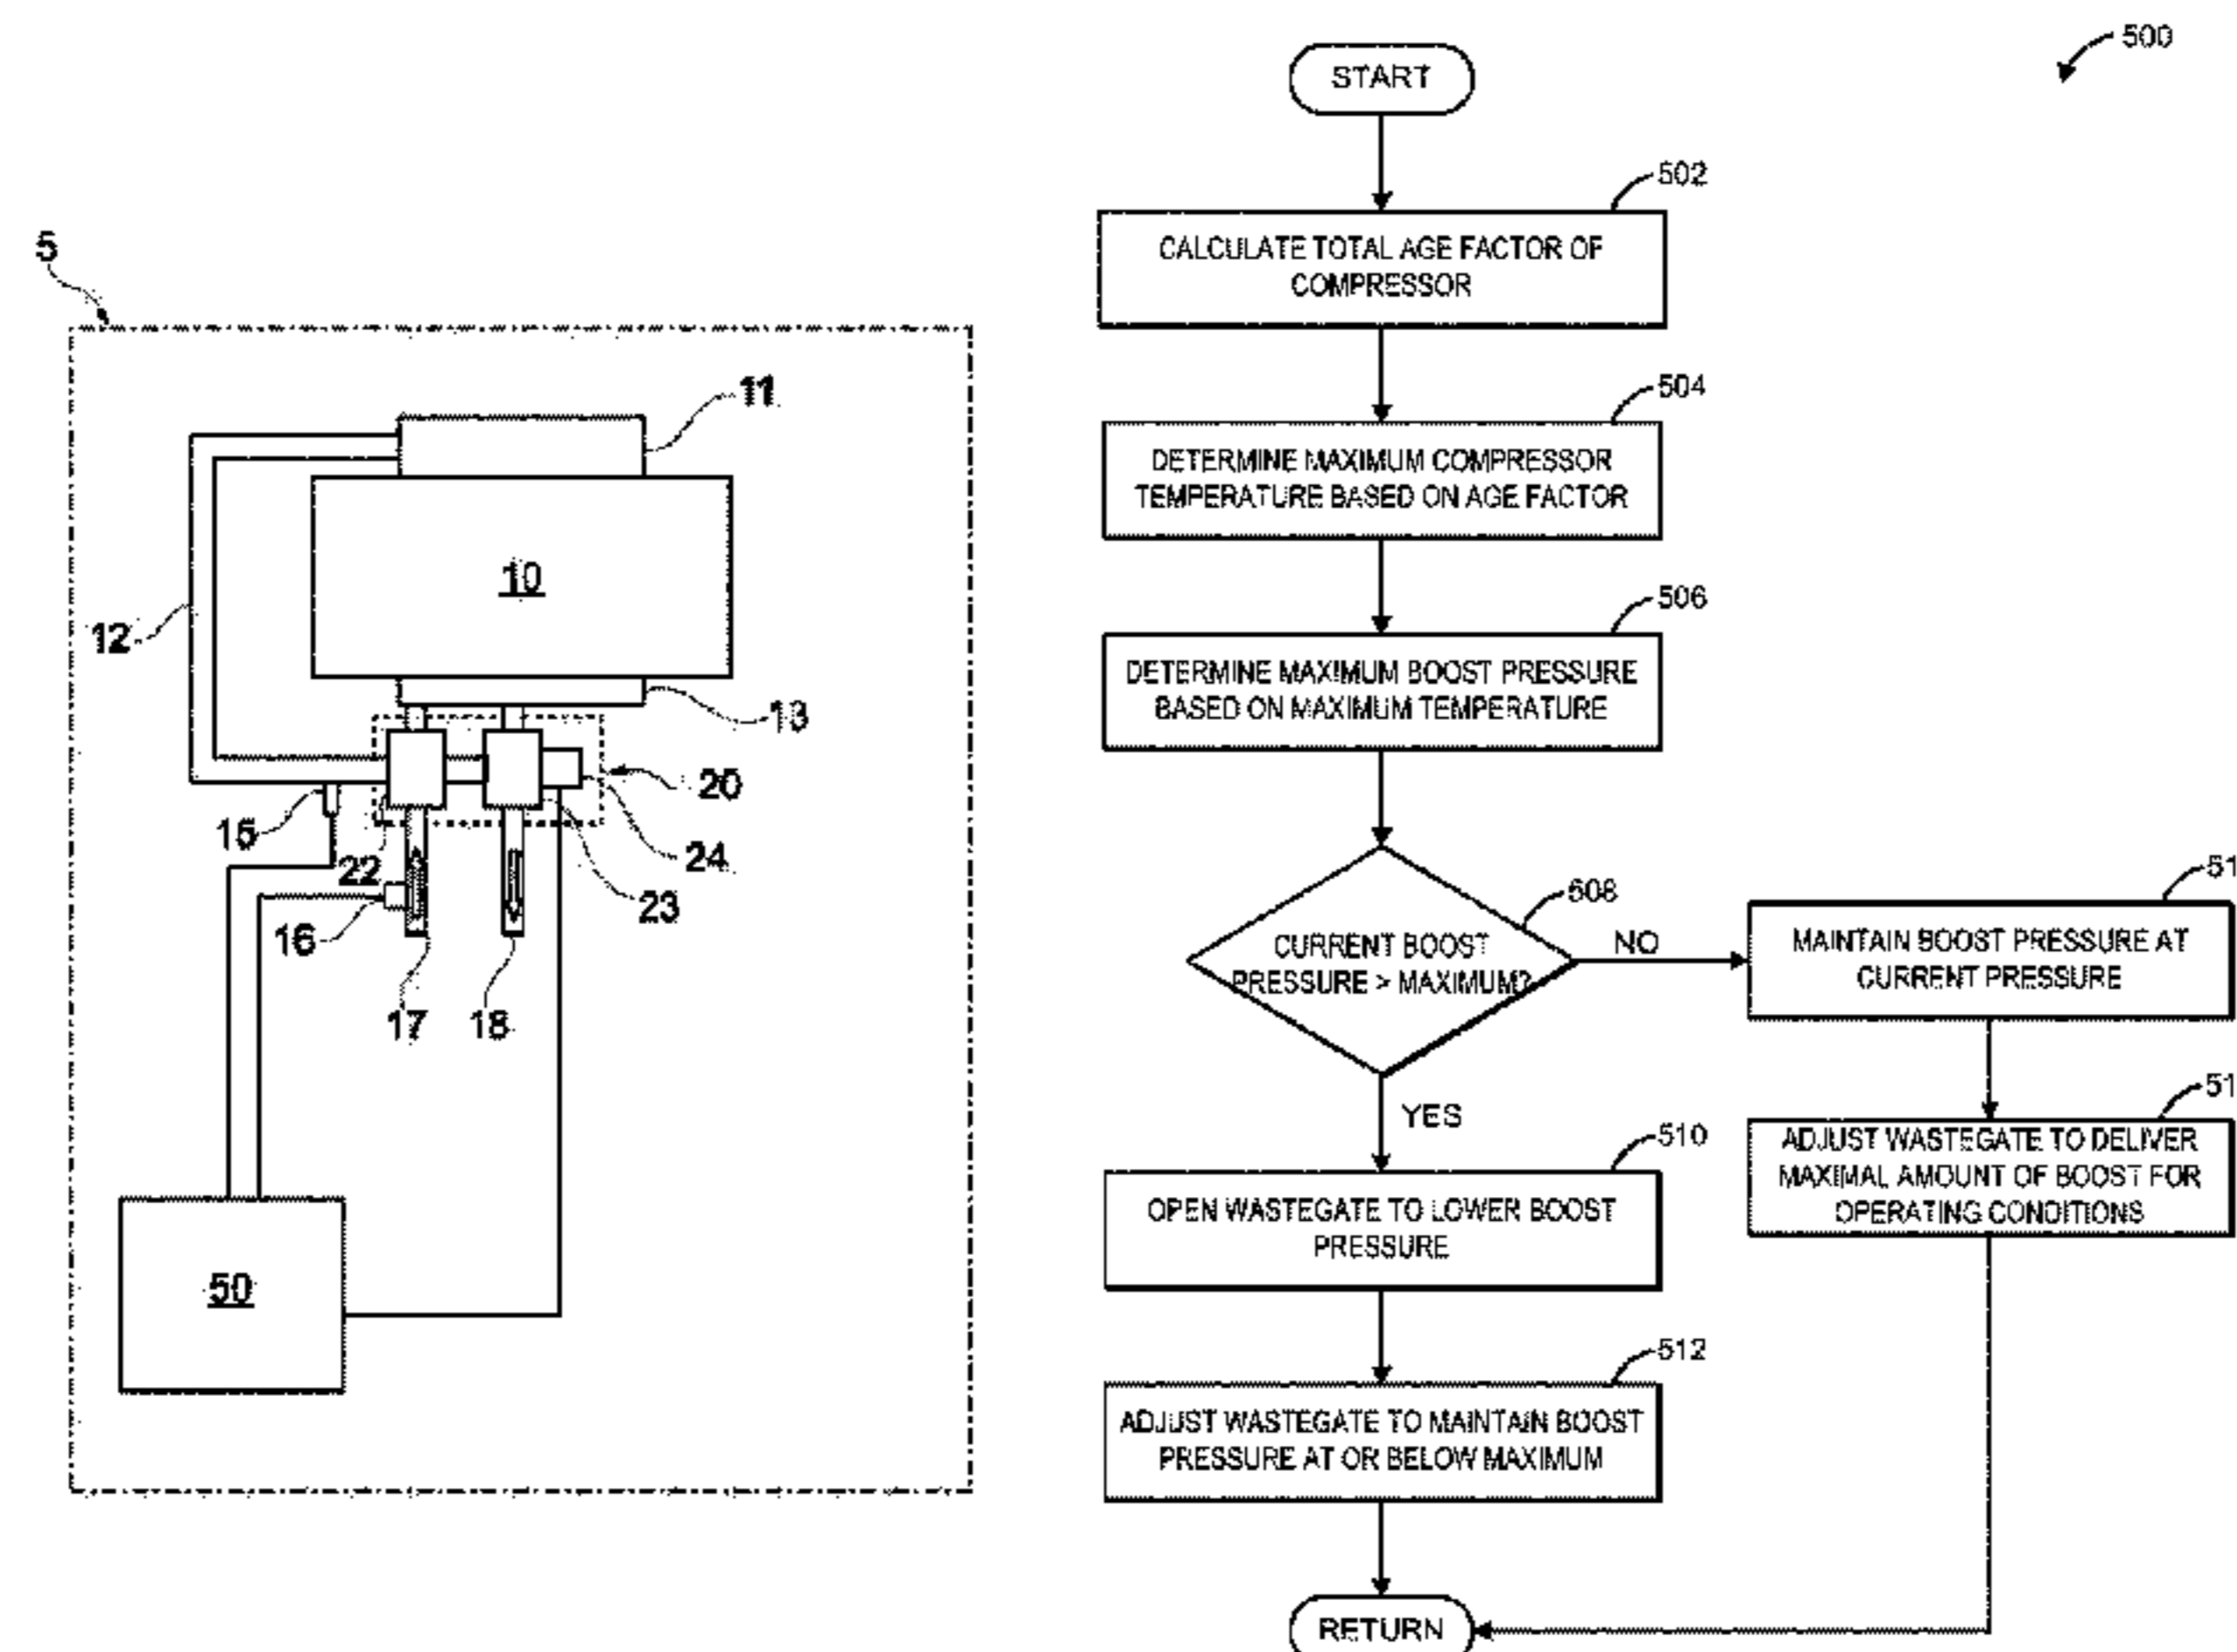 5
11
10
12
13
20
15
24
22
23
16
17
18
50
500
START
502
CALCULATE TOTAL AGE FACTOR OF
COMPRESSOR
504
DETERMINE MAXIMUM COMPRESSOR
TEMPERATURE BASED ON AGE FACTOR
506
DETERMINE MAXIMUM BOOST PRESSURE
BASED ON MAXIMUM TEMPERATURE
508
CURRENT BOOST
PRESSURE > MAXIMUM?
NO
51
MAINTAIN BOOST PRESSURE AT
CURRENT PRESSURE
51
ADJUST WASTEGATE TO DELIVER
MAXIMAL AMOUNT OF BOOST FOR
OPERATING CONDITIONS
YES
510
OPEN WASTEGATE TO LOWER BOOST
PRESSURE
512
ADJUST WASTEGATE TO MAINTAIN BOOST
PRESSURE AT OR BELOW MAXIMUM
RETURN